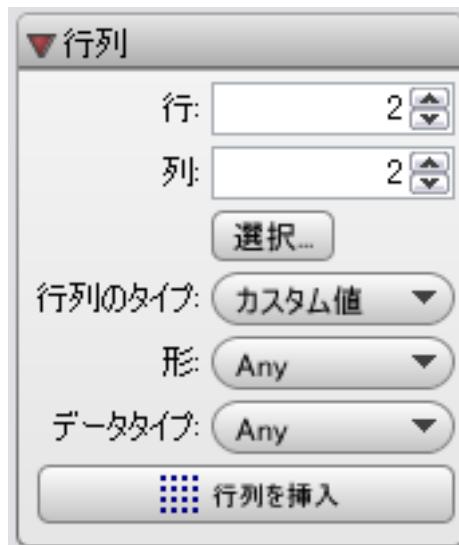 行列
行: 2
列: 2
選択...
行列のタイプ: カスタム値
形: Any
データタイプ: Any
行列を挿入